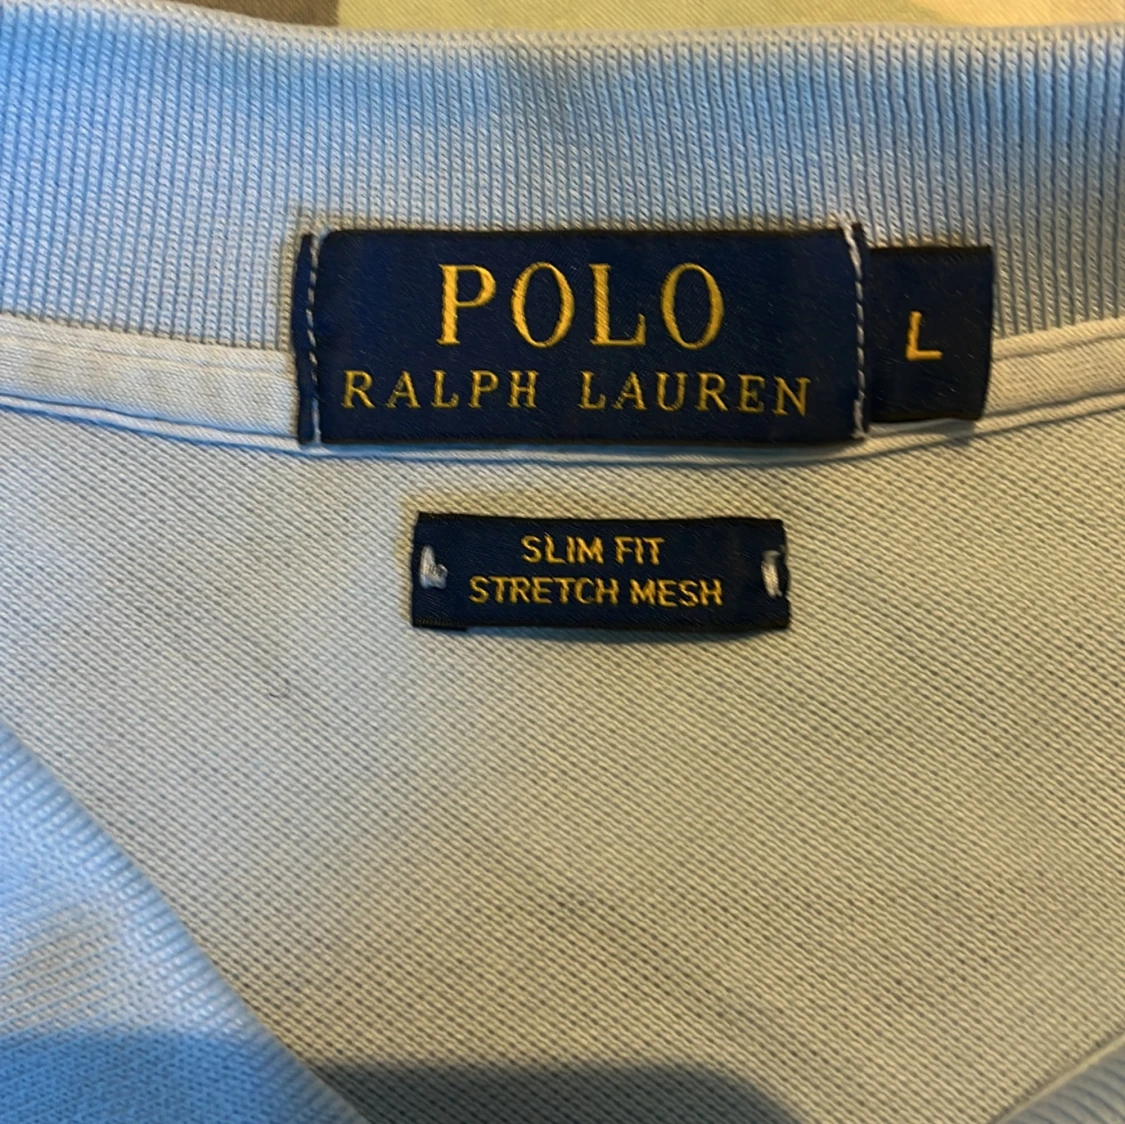 POLO
RALPH LAUREN
L
SLIM FIT
STRETCH MESH